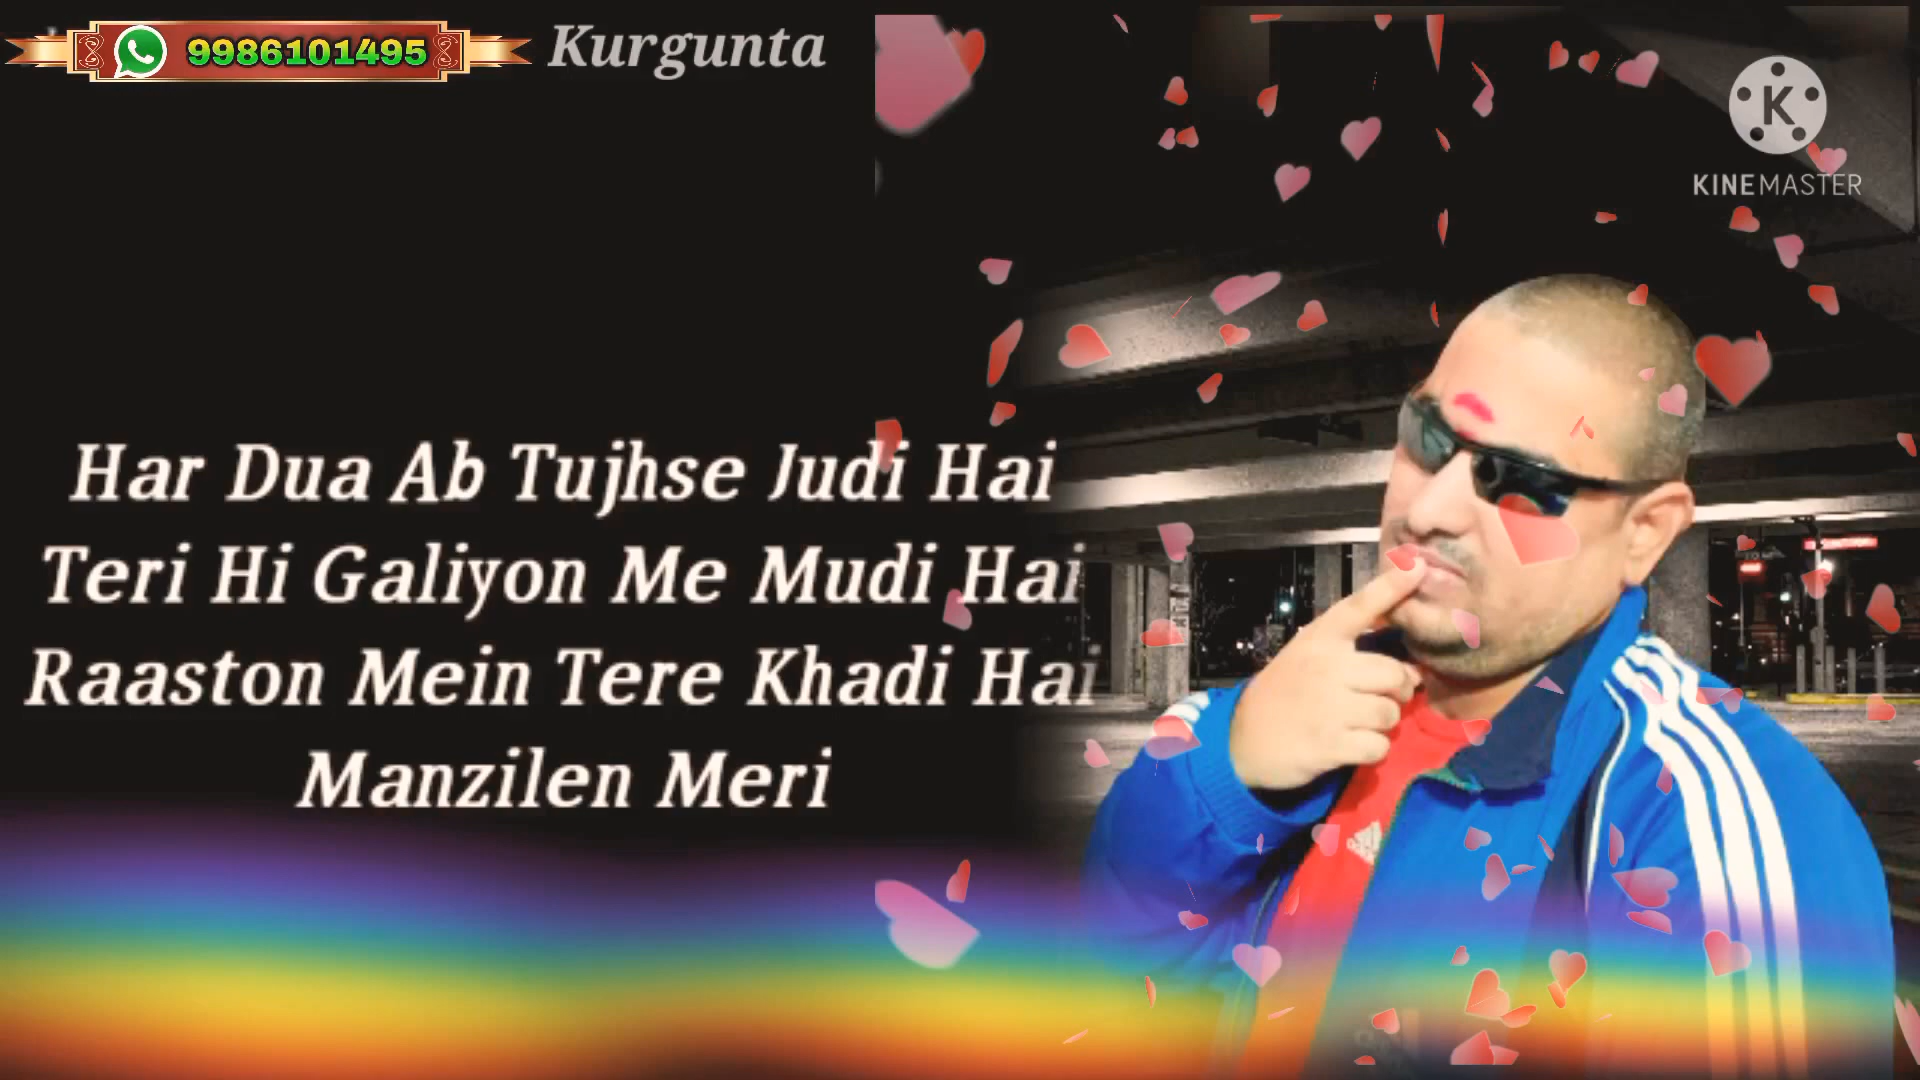 9986101495 Kurgunta
KINEMASTER
Har Dua Ab Tujhse Judi Hai
Teri Hi Galiyon Me Mudi Hai
Raaston Mein Tere Khadi Hai
Manzilen Meri